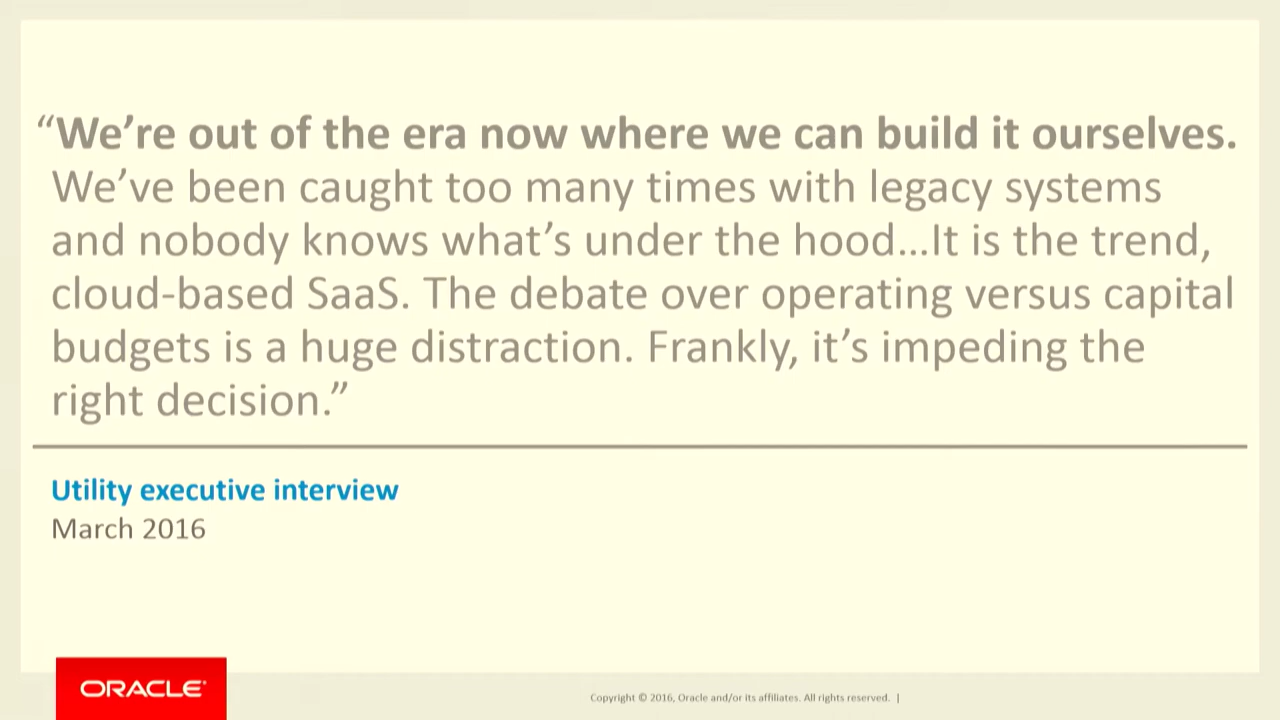 “We’re out of the era now where we can build it ourselves.
We’ve been caught too many times with legacy systems
and nobody knows what’s under the hood...It is the trend,
cloud-based SaaS. The debate over operating versus capital
budgets is a huge distraction. Frankly, it’s impeding the
right decision.”
Utility executive interview
March 2016
ORACLE®
Copyright © 2016, Oracle and/or its affiliates. All rights reserved. |